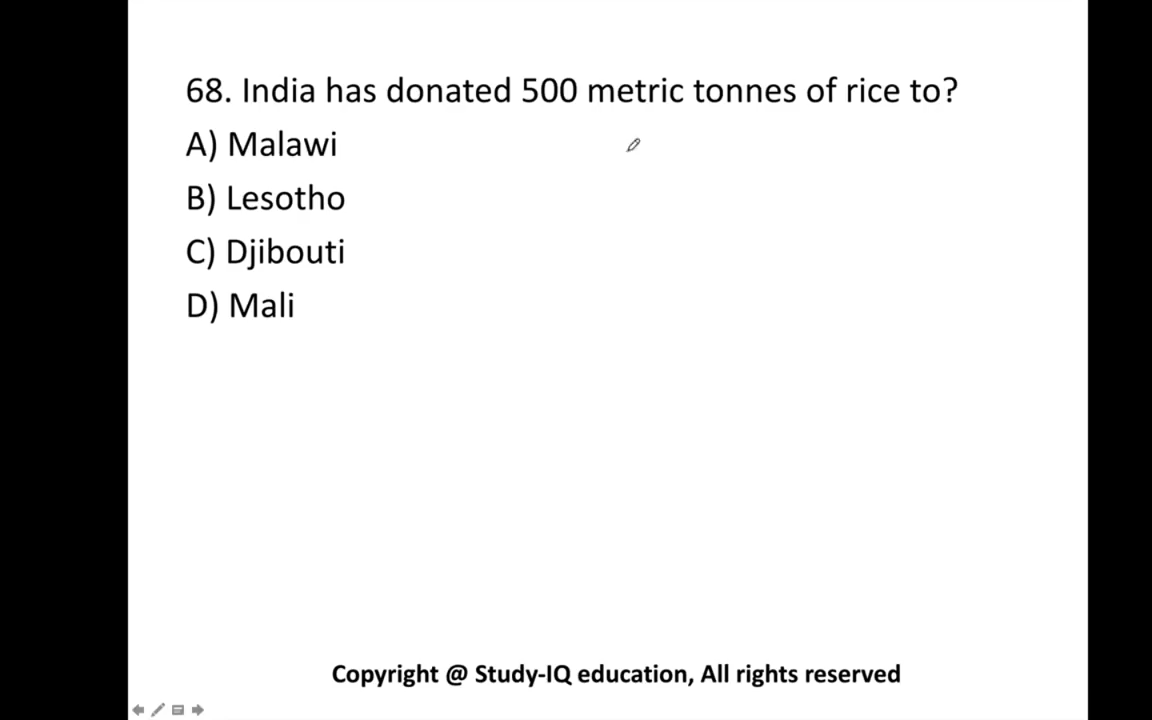 68. India has donated 500 metric tonnes of rice to?
A) Malawi
B) Lesotho
C) Djibouti
D) Mali
Copyright @ Study-IQ education, All rights reserved